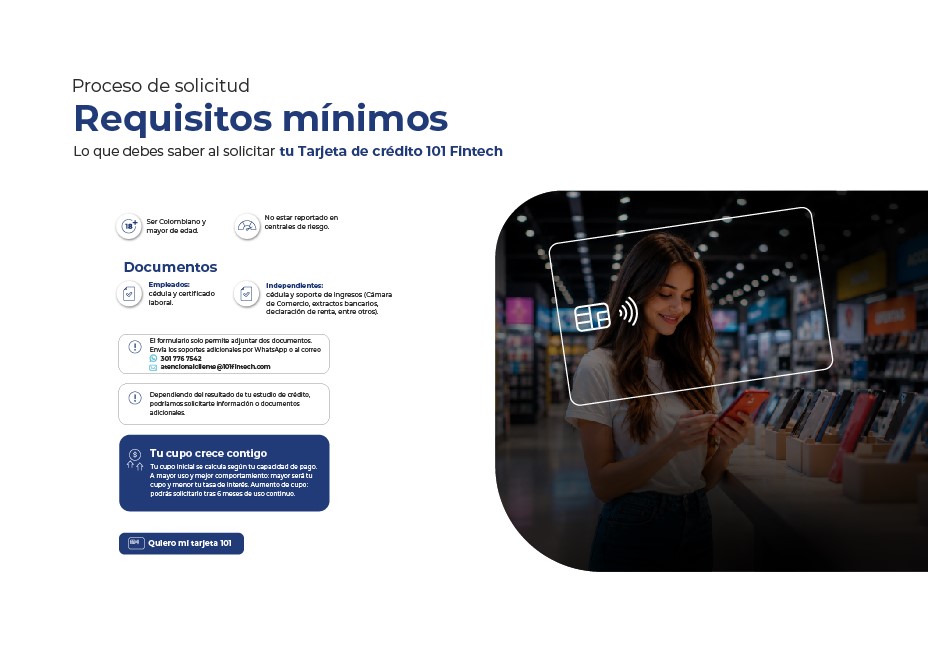 Proceso de solicitud
Requisitos mínimos
Lo que debes saber al solicitar tu Tarjeta de crédito 101 Fintech
18+
Ser Colombiano y
mayor de edad.
No estar reportado en
centrales de riesgo.
Documentos
Empleados:
cédula y certificado
laboral.
Independientes:
cédula y soporte de ingresos (Cámara
de Comercio, extractos bancarios,
declaración de renta, entre otros).
El formulario solo permite adjuntar dos documentos.
Envía los soportes adicionales por WhatsApp o al correo
301 776 7542
atencionalcliente@101fintech.com
Dependiendo del resultado de tu estudio de crédito,
podríamos solicitarte información o documentos
adicionales.
$
Tu cupo crece contigo
Tu cupo inicial se calcula según tu capacidad de pago.
A mayor uso y mejor comportamiento: mayor será tu
cupo y menor tu tasa de interés. Aumento de cupo:
podrás solicitarlo tras 6 meses de uso continuo.
Quiero mi tarjeta 101